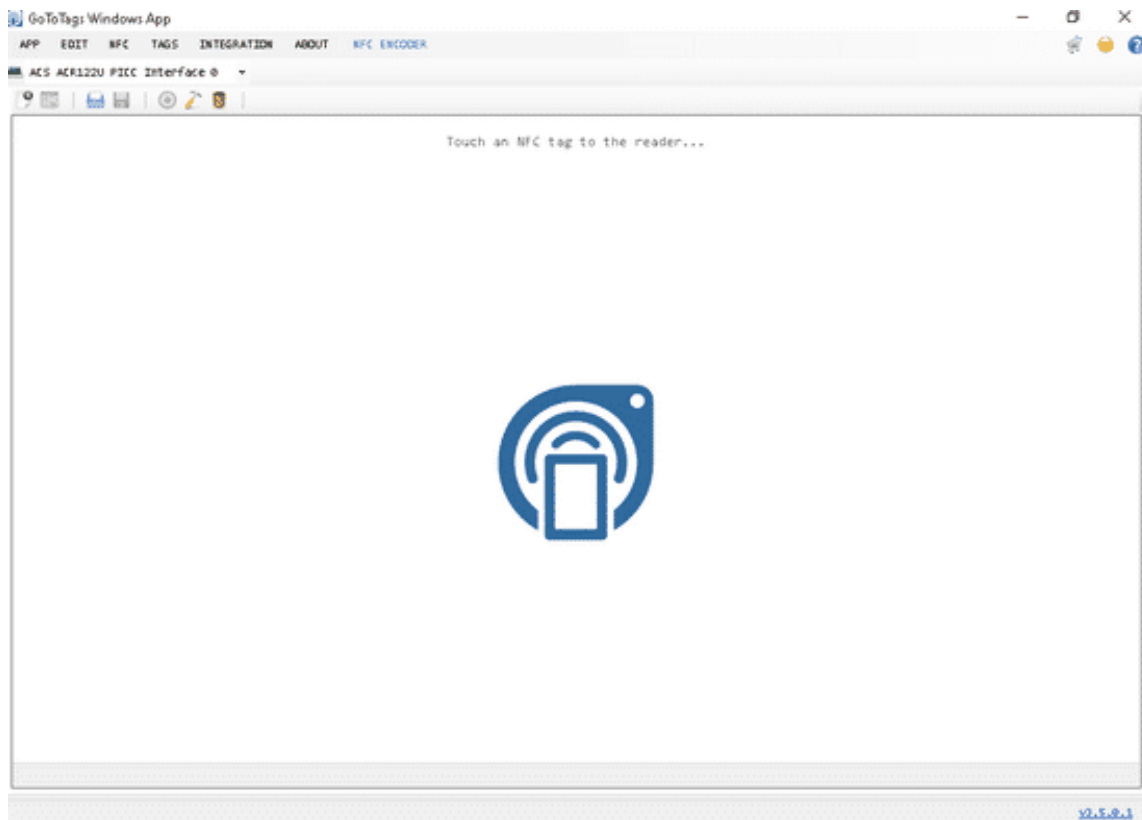 GoToTags Windows App
APP EDIT NFC TAGS INTEGRATION ABOUT NFC ENCODER
ACS ACR122U PICC Interface 0
Touch an NFC tag to the reader...
v2.5.0.1